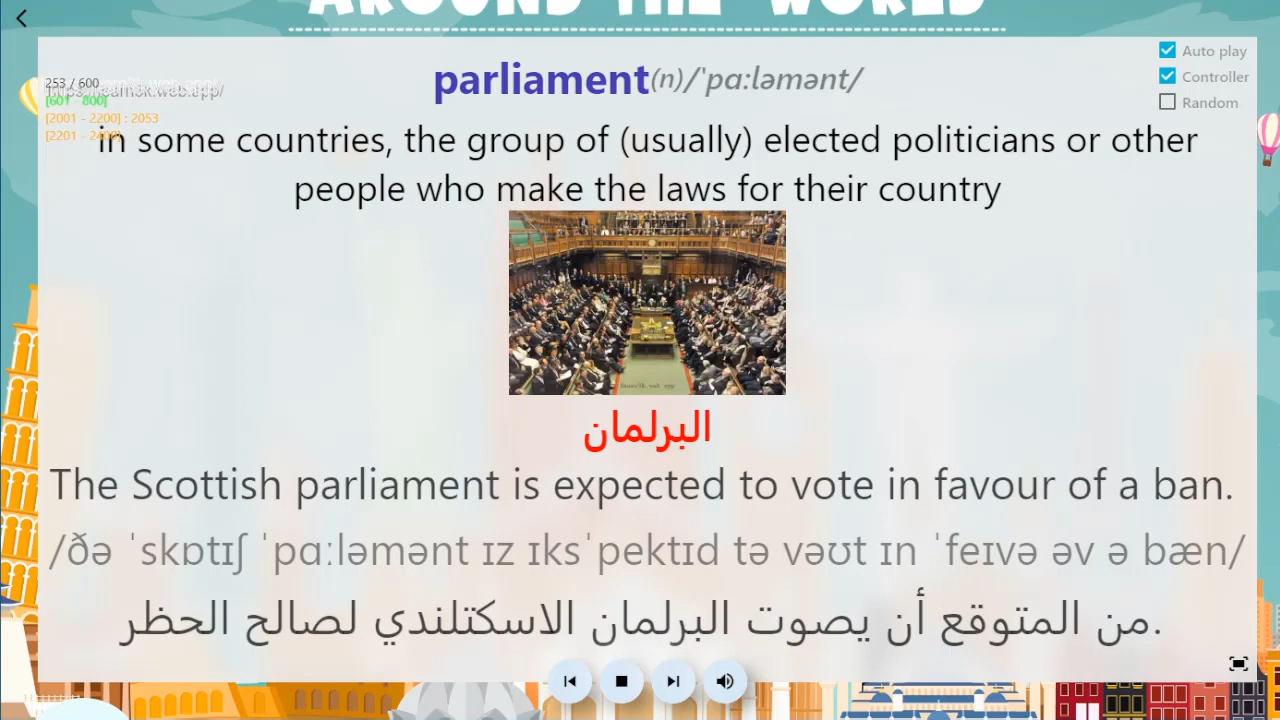 AROUND THE WORLD
Auto play
Controller
Random
253 / 600
[601 - 800]
[2001 - 2200] : 2053
[2201 - 2400]
parliament(n)/ˈpɑːləmənt/
in some countries, the group of (usually) elected politicians or other
people who make the laws for their country
البرلمان
The Scottish parliament is expected to vote in favour of a ban.
/ðə ˈskɒtɪʃ ˈpɑːləmənt ɪz ɪksˈpektɪd tə vəʊt ɪn ˈfeɪvə əv ə bæn/
من المتوقع أن يصوت البرلمان الاسكتلندي لصالح الحظر.